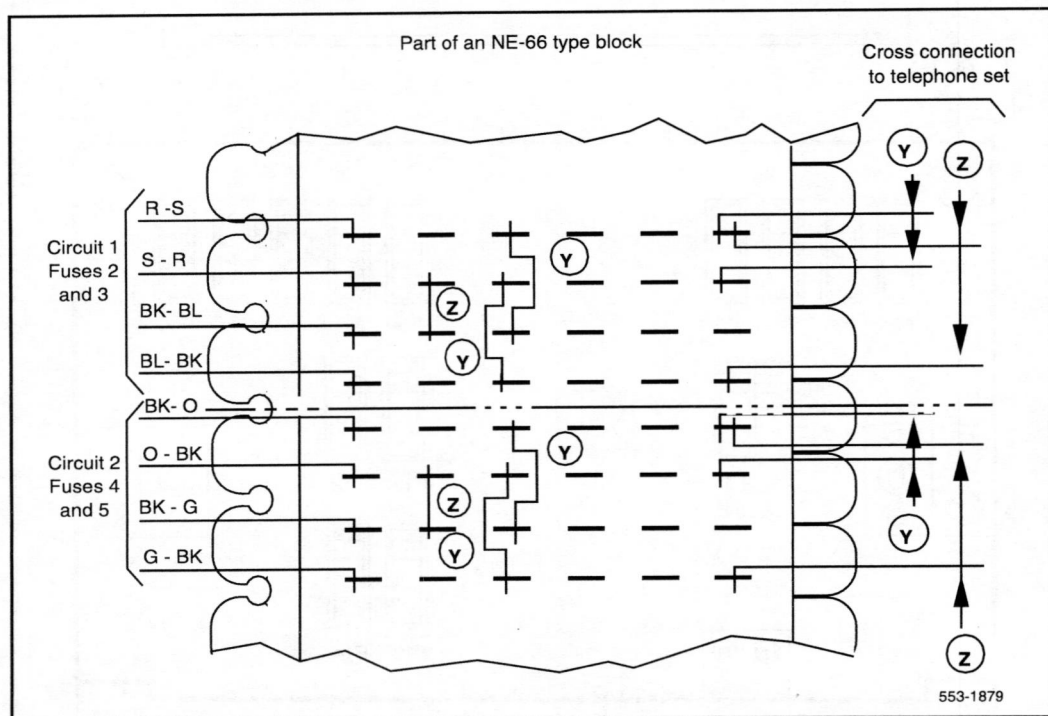 Part of an NE-66 type block
Cross connection
to telephone set
Y
Z
R -S
Circuit 1
Fuses 2
and 3
S - R
BK- BL
BL- BK
Y
Z
Y
BK- O
Circuit 2
Fuses 4
and 5
O - BK
BK - G
G - BK
Y
Z
Y
Y
Z
553-1879